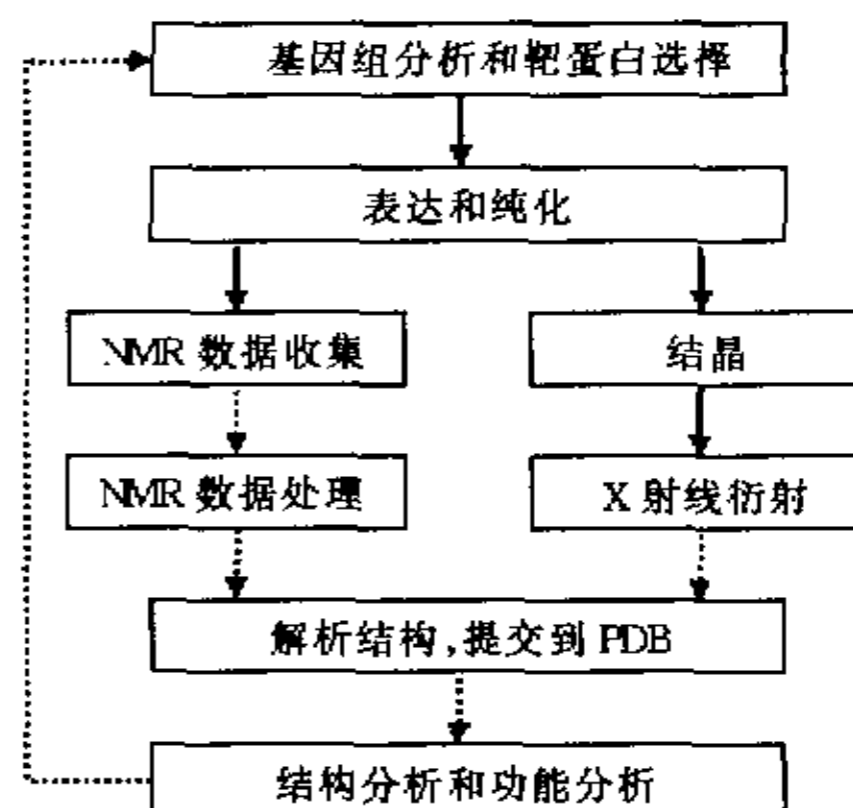 基因组分析和靶蛋白选择
表达和纯化
NMR 数据收集
结晶
NMR 数据处理
X 射线衍射
解析结构,提交到 PDB
结构分析和功能分析